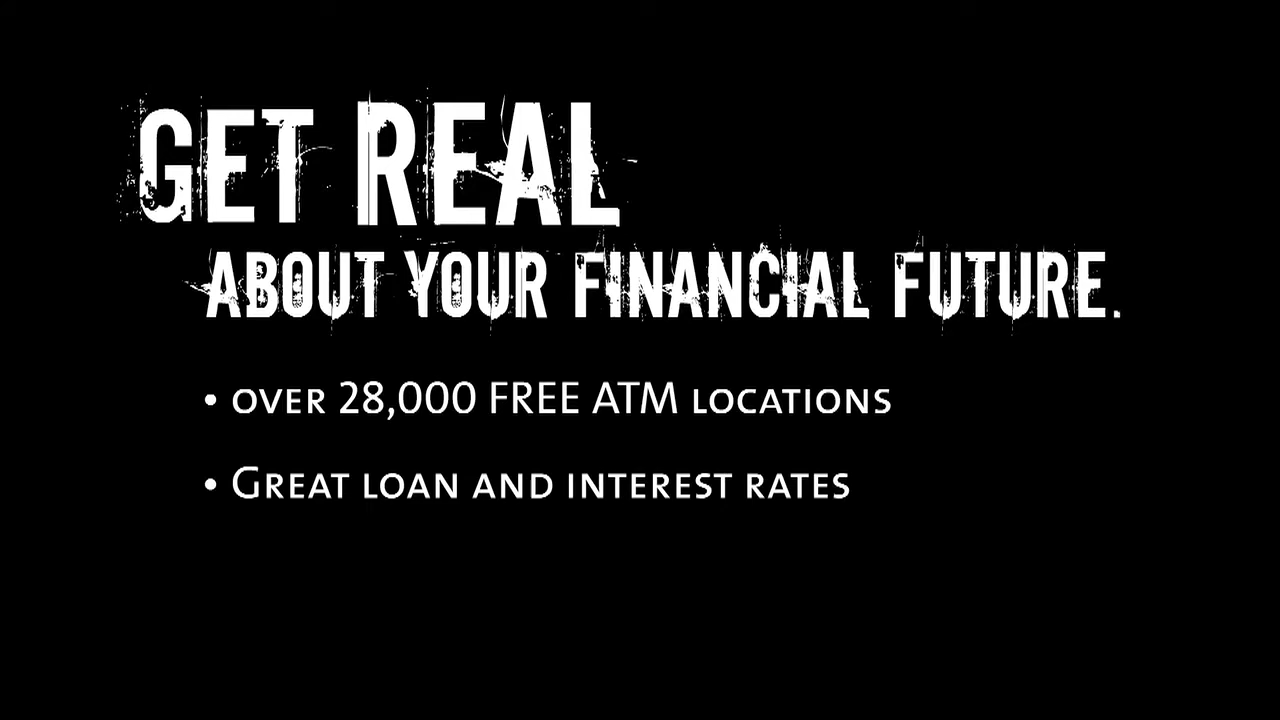 GET REAL
ABOUT YOUR FINANCIAL FUTURE.
• OVER 28,000 FREE ATM LOCATIONS
• GREAT LOAN AND INTEREST RATES